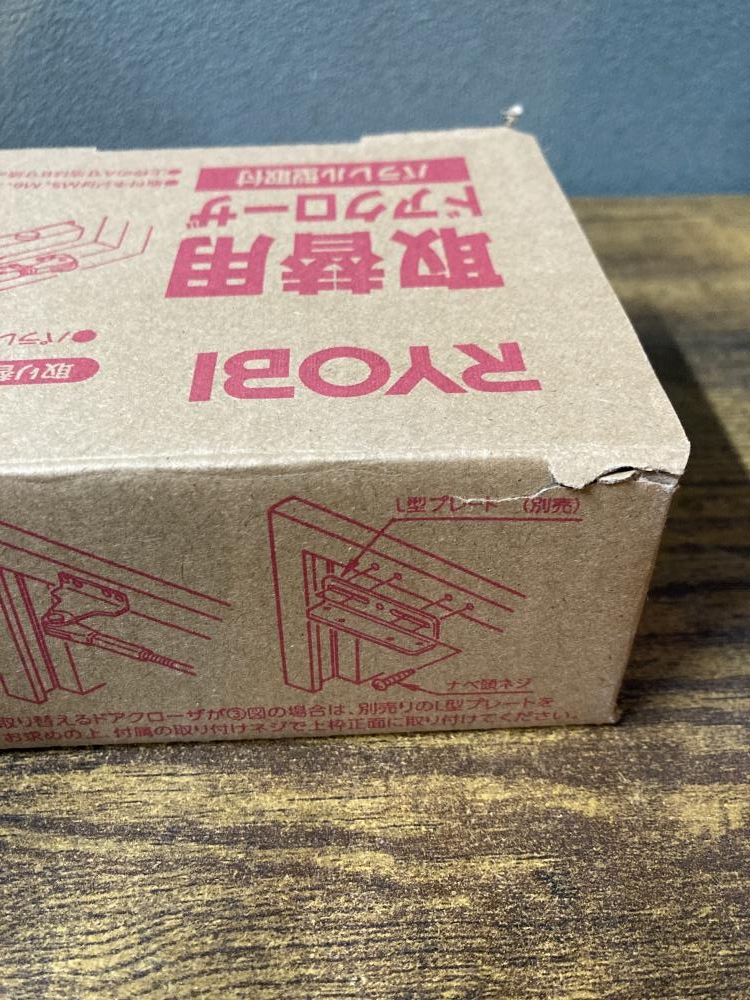 RYOBI
取替用
ドアクローザ
パラレル型取付
L型プレート （別売）
ナベ頭ネジ
取り替えるドアクローザが③図の場合は、別売りのL型プレートを
お求めの上、付属の取り付けネジで上枠正面に取り付けてください。